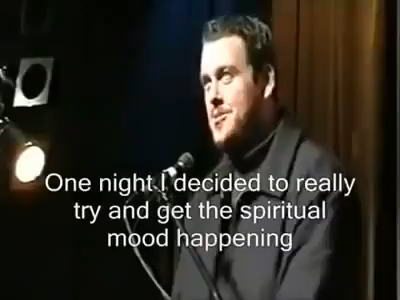 One night I decided to really
try and get the spiritual
mood happening